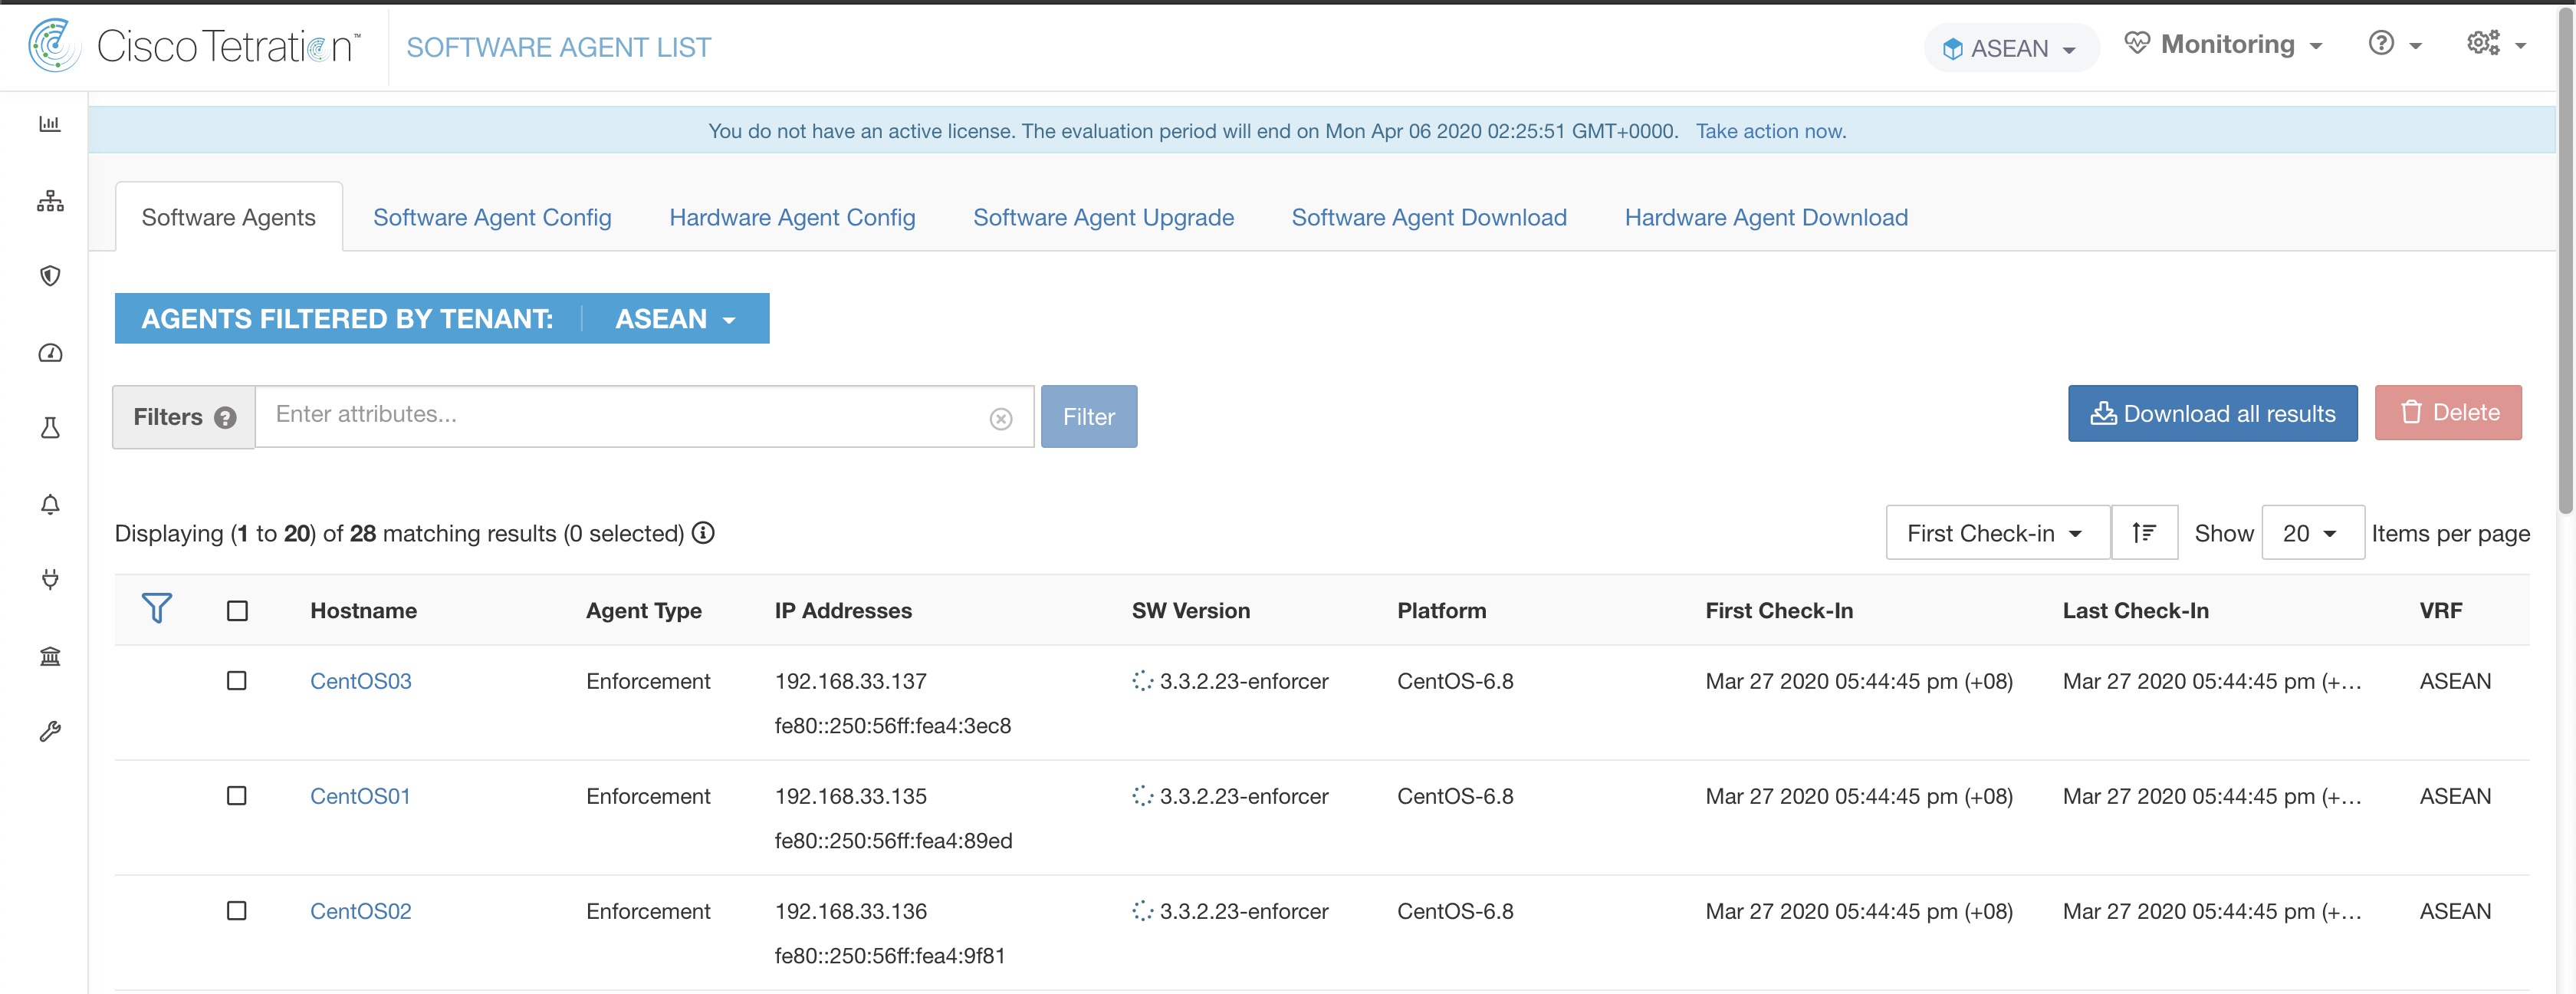 Cisco Tetration™ SOFTWARE AGENT LIST ASEAN Monitoring
You do not have an active license. The evaluation period will end on Mon Apr 06 2020 02:25:51 GMT+0000. Take action now.
Software Agents Software Agent Config Hardware Agent Config Software Agent Upgrade Software Agent Download Hardware Agent Download
AGENTS FILTERED BY TENANT: ASEAN
Filters ? Enter attributes... Filter Download all results Delete
Displaying (1 to 20) of 28 matching results (0 selected) First Check-in Show 20 Items per page
Hostname Agent Type IP Addresses SW Version Platform First Check-In Last Check-In VRF
CentOS03 Enforcement 192.168.33.137 3.3.2.23-enforcer CentOS-6.8 Mar 27 2020 05:44:45 pm (+08) Mar 27 2020 05:44:45 pm (+... ASEAN
fe80::250:56ff:fea4:3ec8
CentOS01 Enforcement 192.168.33.135 3.3.2.23-enforcer CentOS-6.8 Mar 27 2020 05:44:45 pm (+08) Mar 27 2020 05:44:45 pm (+... ASEAN
fe80::250:56ff:fea4:89ed
CentOS02 Enforcement 192.168.33.136 3.3.2.23-enforcer CentOS-6.8 Mar 27 2020 05:44:45 pm (+08) Mar 27 2020 05:44:45 pm (+... ASEAN
fe80::250:56ff:fea4:9f81